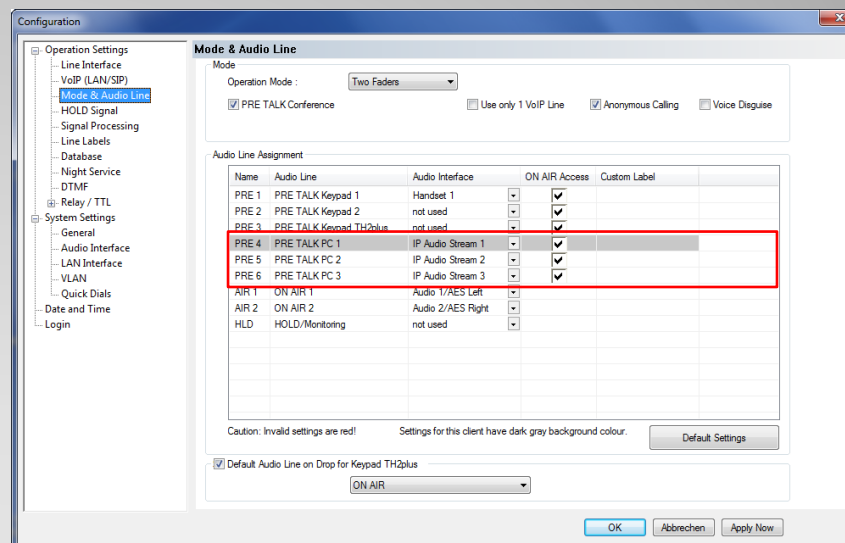 Configuration
Operation Settings
Line Interface
VoIP (LAN/SIP)
Mode & Audio Line
HOLD Signal
Signal Processing
Line Labels
Database
Night Service
DTMF
Relay / TTL
System Settings
General
Audio Interface
LAN Interface
VLAN
Quick Dials
Date and Time
Login
Mode & Audio Line
Mode
Operation Mode : Two Faders
PRE TALK Conference Use only 1 VoIP Line Anonymous Calling Voice Disguise
Audio Line Assignment
Name Audio Line Audio Interface ON AIR Access Custom Label
PRE 1 PRE TALK Keypad 1 Handset 1
PRE 2 PRE TALK Keypad 2 not used
PRE 3 PRE TALK Keypad TH2plus not used
PRE 4 PRE TALK PC 1 IP Audio Stream 1
PRE 5 PRE TALK PC 2 IP Audio Stream 2
PRE 6 PRE TALK PC 3 IP Audio Stream 3
AIR 1 ON AIR 1 Audio 1/AES Left
AIR 2 ON AIR 2 Audio 2/AES Right
HLD HOLD/Monitoring not used
Caution: Invalid settings are red! Settings for this client have dark gray background colour. Default Settings
Default Audio Line on Drop for Keypad TH2plus
ON AIR
OK Abbrechen Apply Now